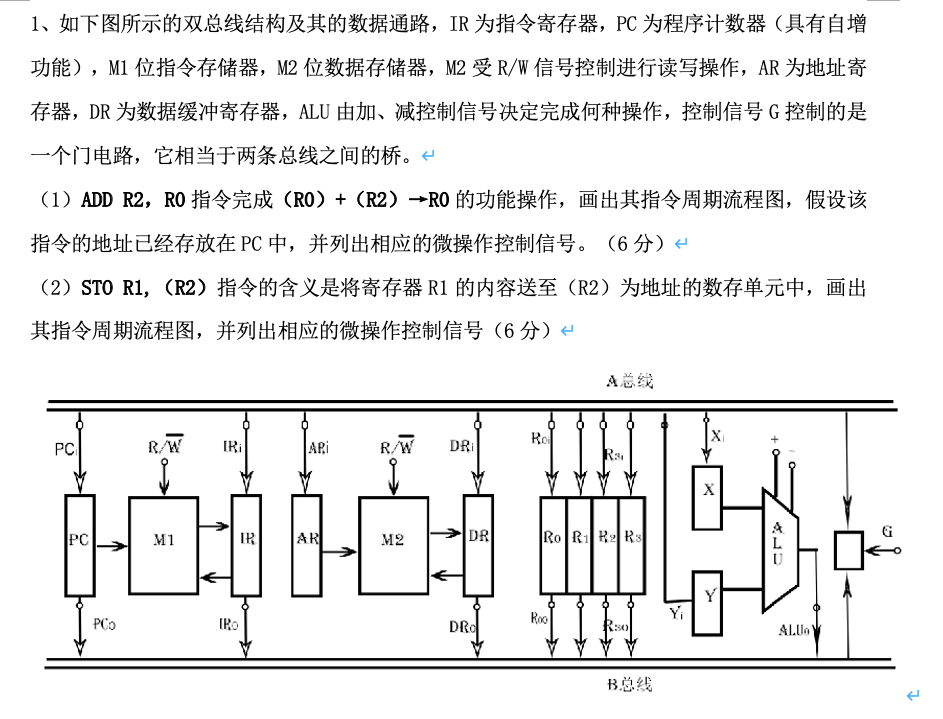 1、如下图所示的双总线结构及其的数据通路，IR 为指令寄存器，PC 为程序计数器（具有自增
功能），M1 位指令存储器，M2 位数据存储器，M2 受 R/W 信号控制进行读写操作，AR 为地址寄
存器，DR 为数据缓冲寄存器，ALU 由加、减控制信号决定完成何种操作，控制信号 G 控制的是
一个门电路，它相当于两条总线之间的桥。↵
（1）ADD R2，R0 指令完成（R0）+（R2）→R0 的功能操作，画出其指令周期流程图，假设该
指令的地址已经存放在 PC 中，并列出相应的微操作控制信号。（6 分）↵
（2）STO R1,（R2）指令的含义是将寄存器 R1 的内容送至（R2）为地址的数存单元中，画出
其指令周期流程图，并列出相应的微操作控制信号（6 分）↵
A总线
PCi R/W̅ IRi ARi R/W̅ DRi R0i R3i Xi + -
PC M1 IR AR M2 DR R0 R1 R2 R3 X Y ALU G
PCo IRo DRo R00 R3O Yi ALUo
B总线
↵